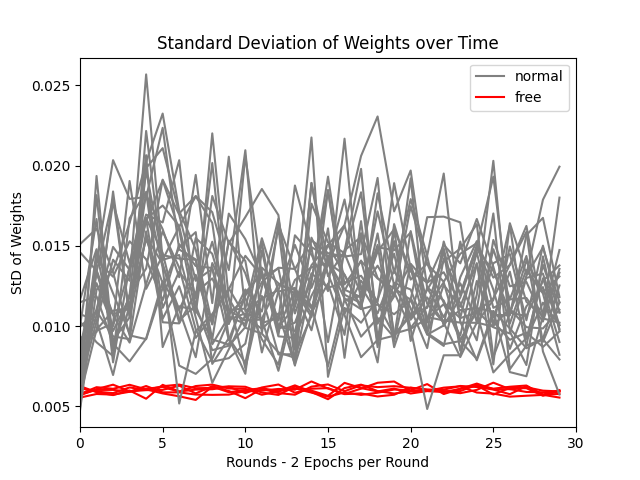 Standard Deviation of Weights over Time
StD of Weights
0.025
0.020
0.015
0.010
0.005
normal
free
0
5
10
15
20
25
30
Rounds - 2 Epochs per Round